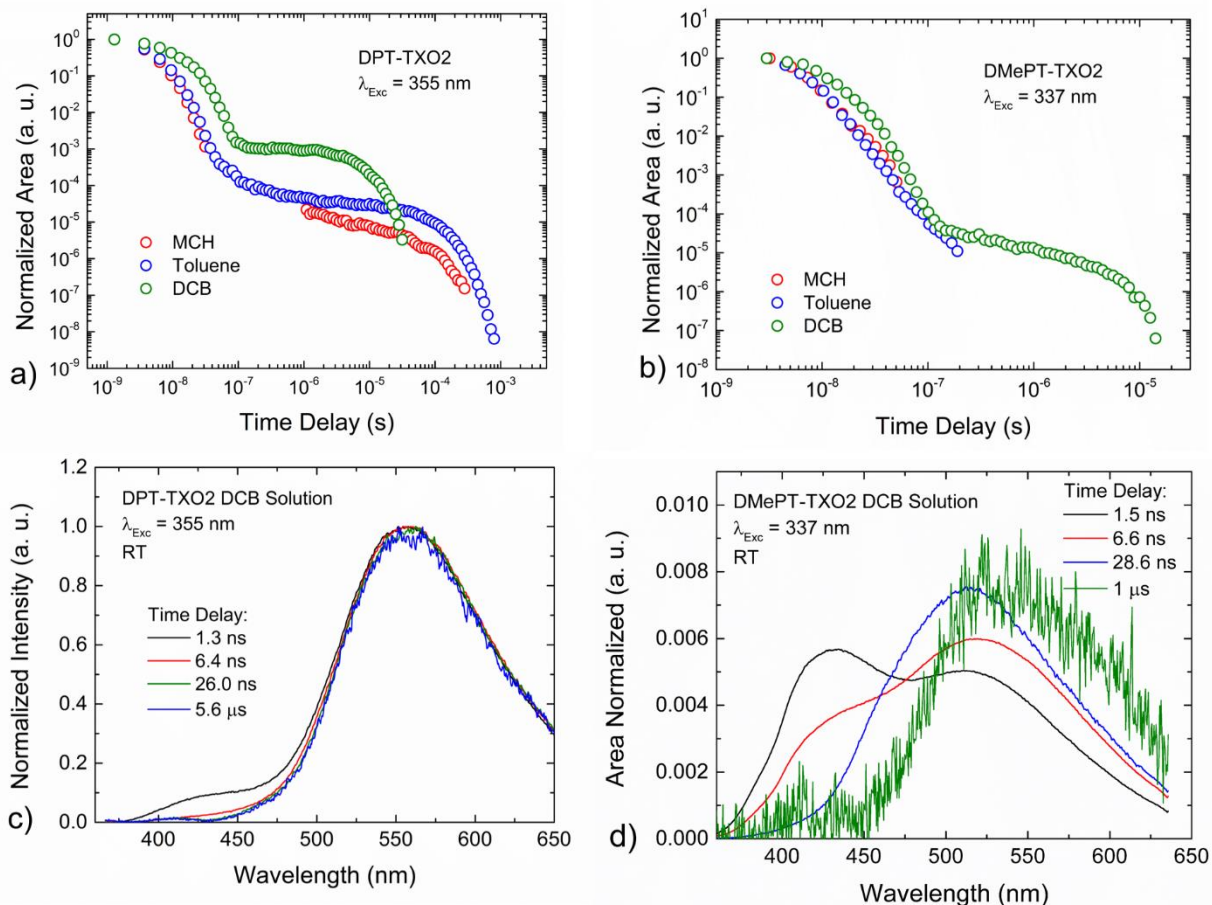 10⁰
10⁻¹
10⁻²
10⁻³
10⁻⁴
10⁻⁵
10⁻⁶
10⁻⁷
10⁻⁸
10⁻⁹
Normalized Area (a. u.)
DPT-TXO2
λExc = 355 nm
MCH
Toluene
DCB
a)
10⁻⁹ 10⁻⁸ 10⁻⁷ 10⁻⁶ 10⁻⁵ 10⁻⁴ 10⁻³
Time Delay (s)
10¹
10⁰
10⁻¹
10⁻²
10⁻³
10⁻⁴
10⁻⁵
10⁻⁶
10⁻⁷
10⁻⁸
Normalized Area (a. u.)
DMePT-TXO2
λExc = 337 nm
MCH
Toluene
DCB
b)
10⁻⁹ 10⁻⁸ 10⁻⁷ 10⁻⁶ 10⁻⁵
Time Delay (s)
1.2
1.0
0.8
0.6
0.4
0.2
0.0
Normalized Intensity (a. u.)
DPT-TXO2 DCB Solution
λExc = 355 nm
RT
Time Delay:
1.3 ns
6.4 ns
26.0 ns
5.6 μs
c)
400 450 500 550 600 650
Wavelength (nm)
0.010
0.008
0.006
0.004
0.002
0.000
Area Normalized (a. u.)
DMePT-TXO2 DCB Solution
λExc = 337 nm
RT
Time Delay:
1.5 ns
6.6 ns
28.6 ns
1 μs
d)
400 450 500 550 600 650
Wavelength (nm)